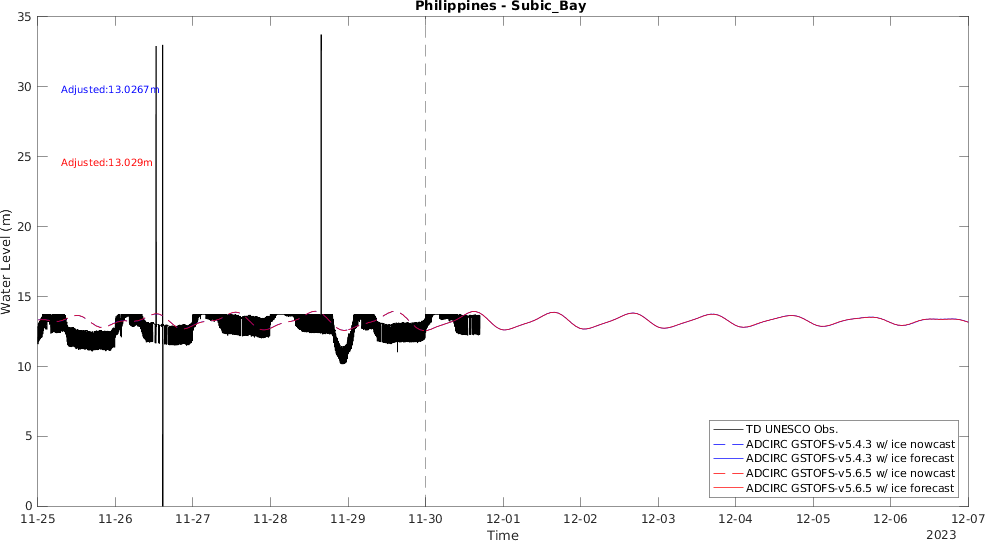 Philippines - Subic_Bay
35
30
25
20
15
10
5
0
Water Level (m)
Adjusted:13.0267m
Adjusted:13.029m
TD UNESCO Obs.
ADCIRC GSTOFS-v5.4.3 w/ ice nowcast
ADCIRC GSTOFS-v5.4.3 w/ ice forecast
ADCIRC GSTOFS-v5.6.5 w/ ice nowcast
ADCIRC GSTOFS-v5.6.5 w/ ice forecast
11-25 11-26 11-27 11-28 11-29 11-30 12-01 12-02 12-03 12-04 12-05 12-06 12-07
Time
2023